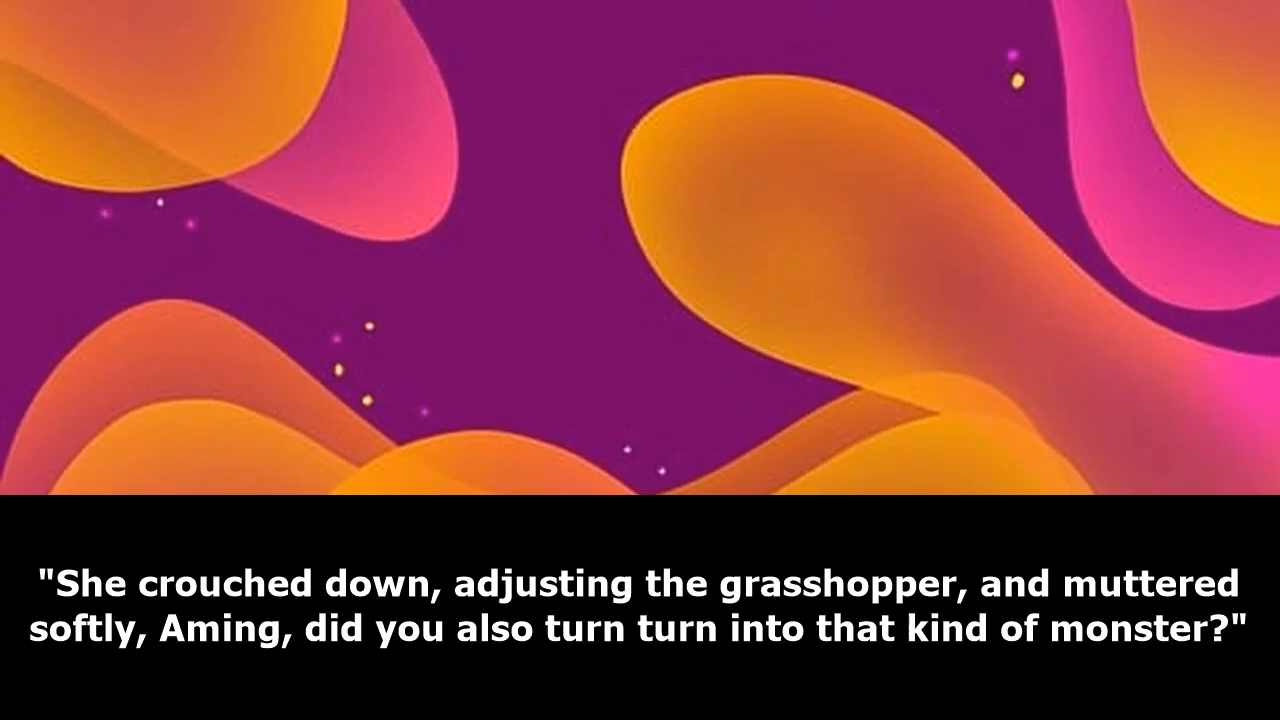 "She crouched down, adjusting the grasshopper, and muttered
softly, Aming, did you also turn turn into that kind of monster?"